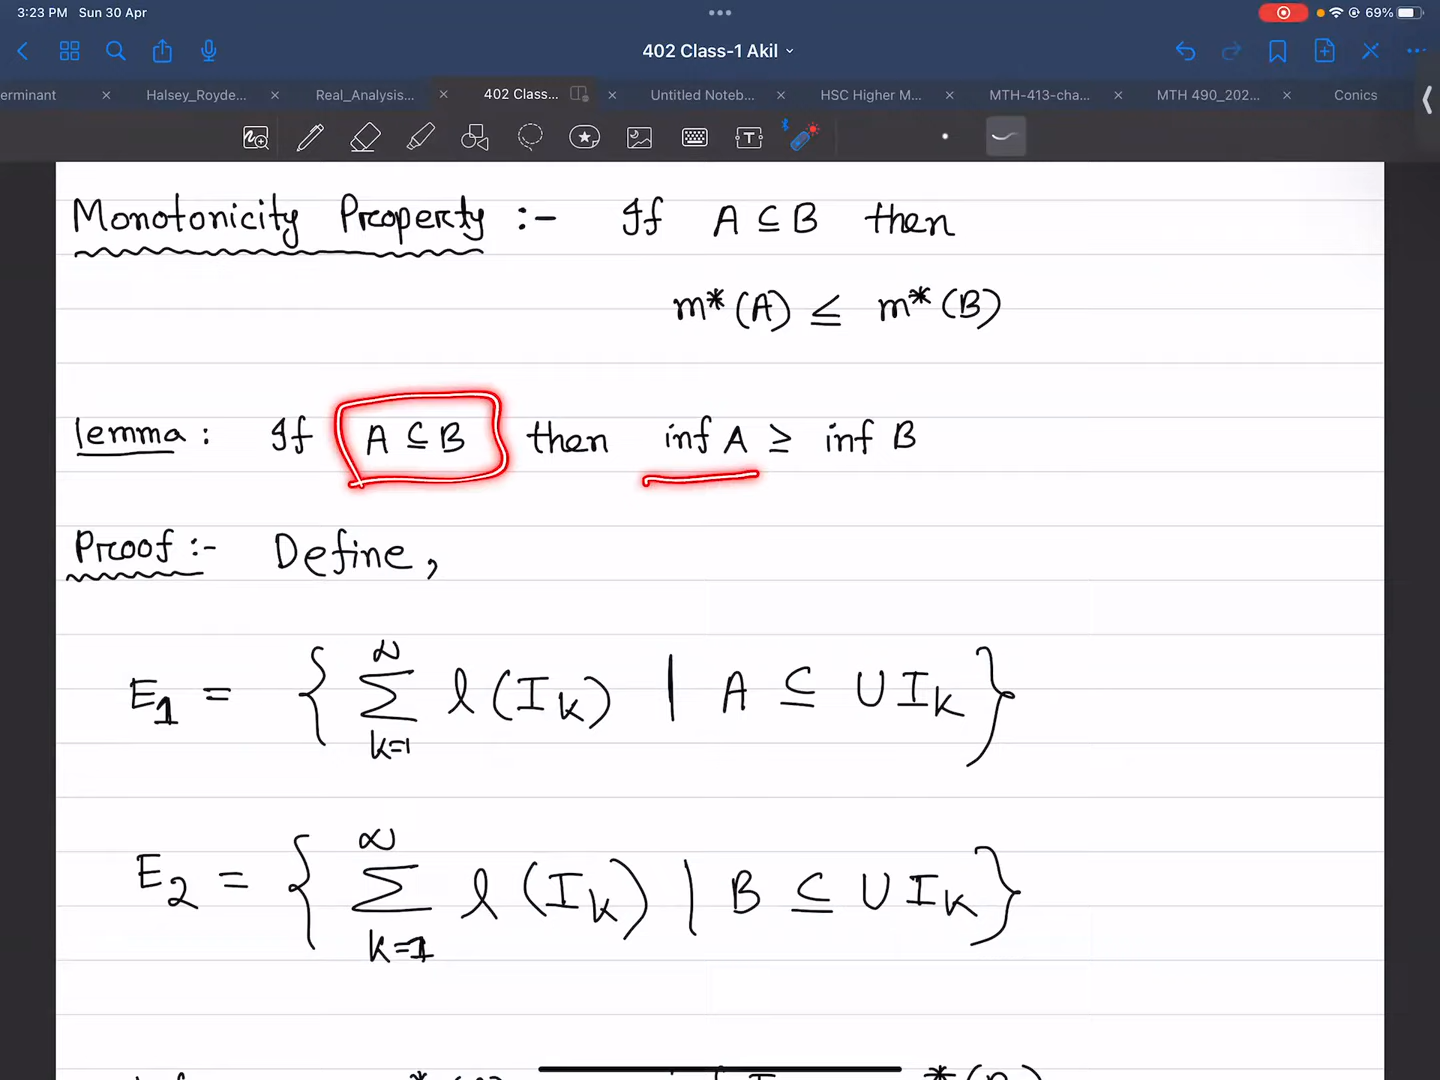 3:23 PM Sun 30 Apr
69%
402 Class-1 Akil
erminant
Halsey_Royde...
Real_Analysis...
402 Class...
Untitled Noteb...
HSC Higher M...
MTH-413-cha...
MTH 490_202...
Conics
Monotonicity Property :- If A ⊆ B then
m*(A) ≤ m*(B)
lemma : If A ⊆ B then inf A ≥ inf B
Proof :- Define,
E₁ = { ∑_{k=1}^{∞} l(I_k) | A ⊆ ∪ I_k }
E₂ = { ∑_{k=1}^{∞} l(I_k) | B ⊆ ∪ I_k }